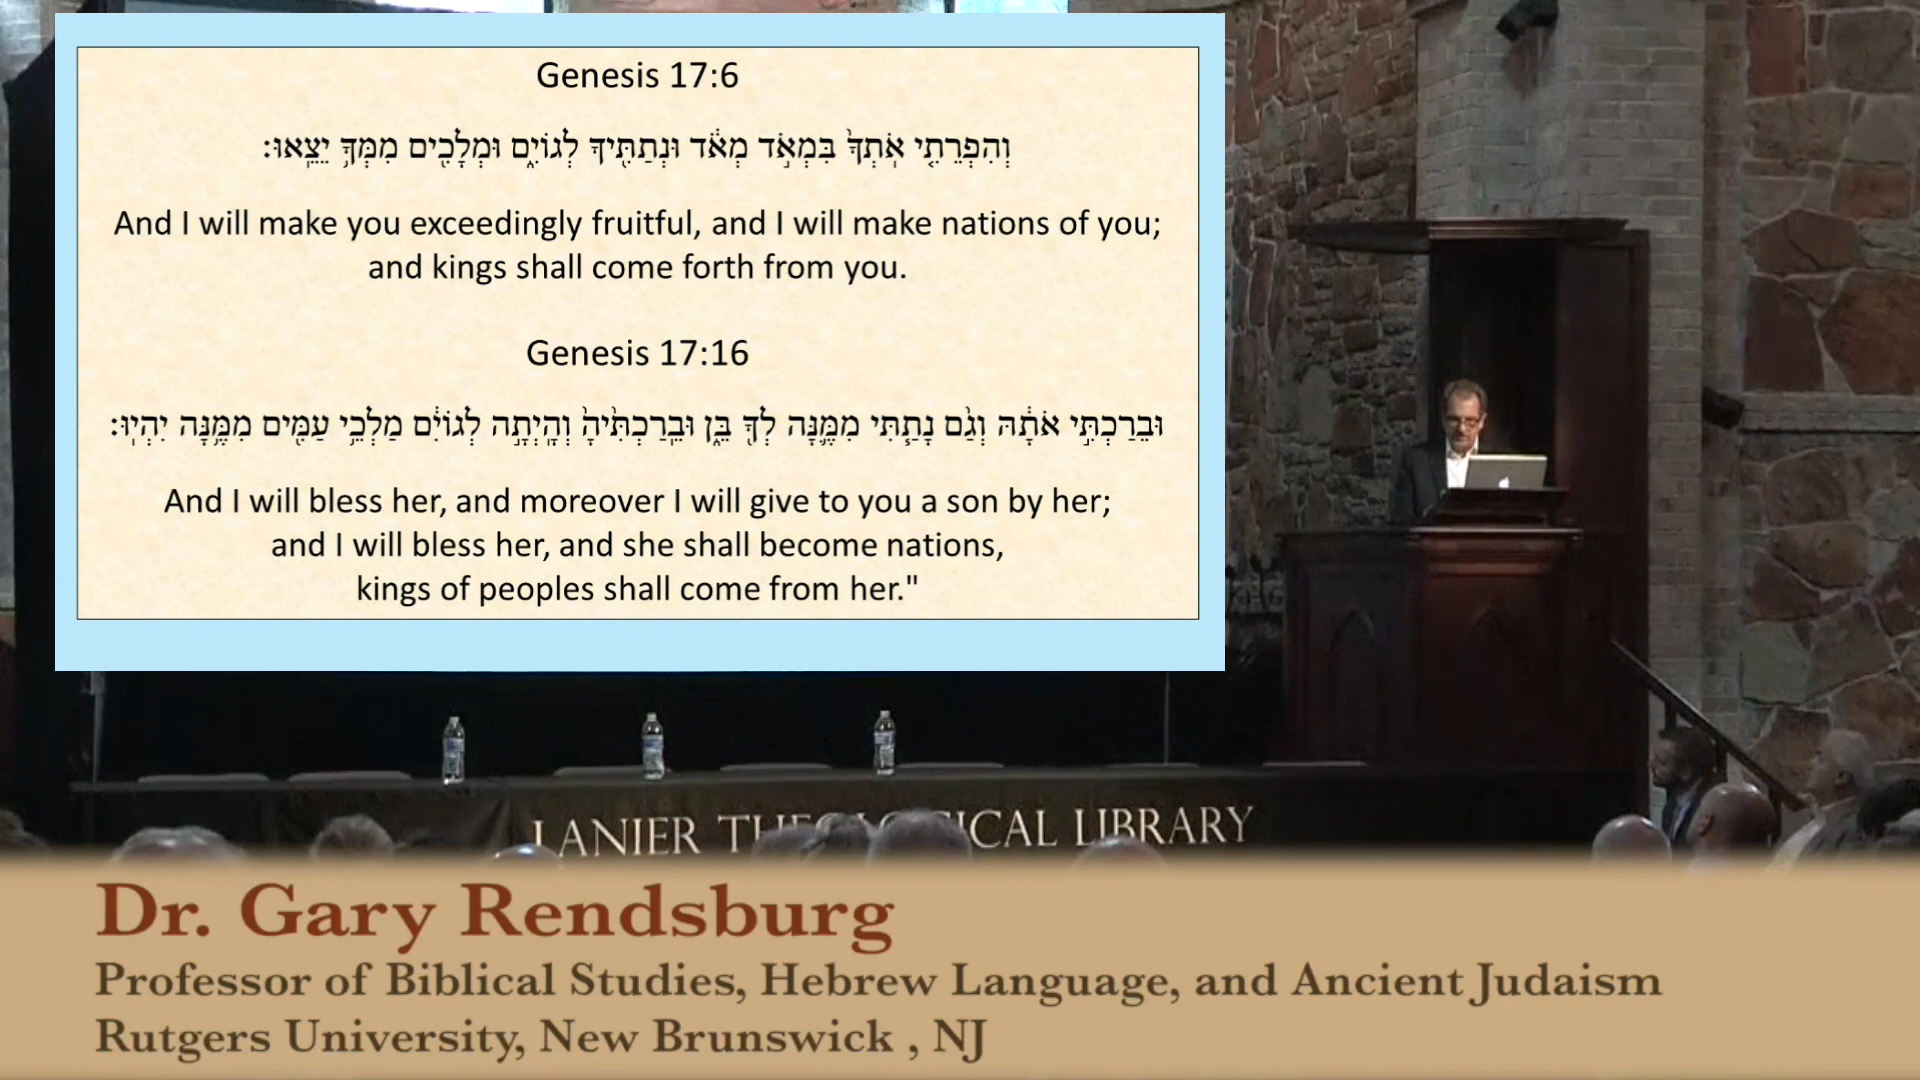 Genesis 17:6
וְהִפְרֵתִ֤י אֹֽתְךָ֙ בִּמְאֹ֣ד מְאֹ֔ד וּנְתַתִּ֖יךָ לְגוֹיִ֑ם וּמְלָכִ֖ים מִמְּךָ֥ יֵצֵֽאוּ׃
And I will make you exceedingly fruitful, and I will make nations of you;
and kings shall come forth from you.
Genesis 17:16
וּבֵרַכְתִּ֣י אֹתָ֔הּ וְגַ֨ם נָתַ֧תִּי מִמֶּ֛נָּה לְךָ֖ בֵּ֑ן וּבֵֽרַכְתִּ֙יהָ֙ וְהָֽיְתָ֣ה לְגוֹיִ֔ם מַלְכֵ֥י עַמִּ֖ים מִמֶּ֥נָּה יִהְיֽוּ׃
And I will bless her, and moreover I will give to you a son by her;
and I will bless her, and she shall become nations,
kings of peoples shall come from her."
LANIER THEOLOGICAL LIBRARY
Dr. Gary Rendsburg
Professor of Biblical Studies, Hebrew Language, and Ancient Judaism
Rutgers University, New Brunswick , NJ